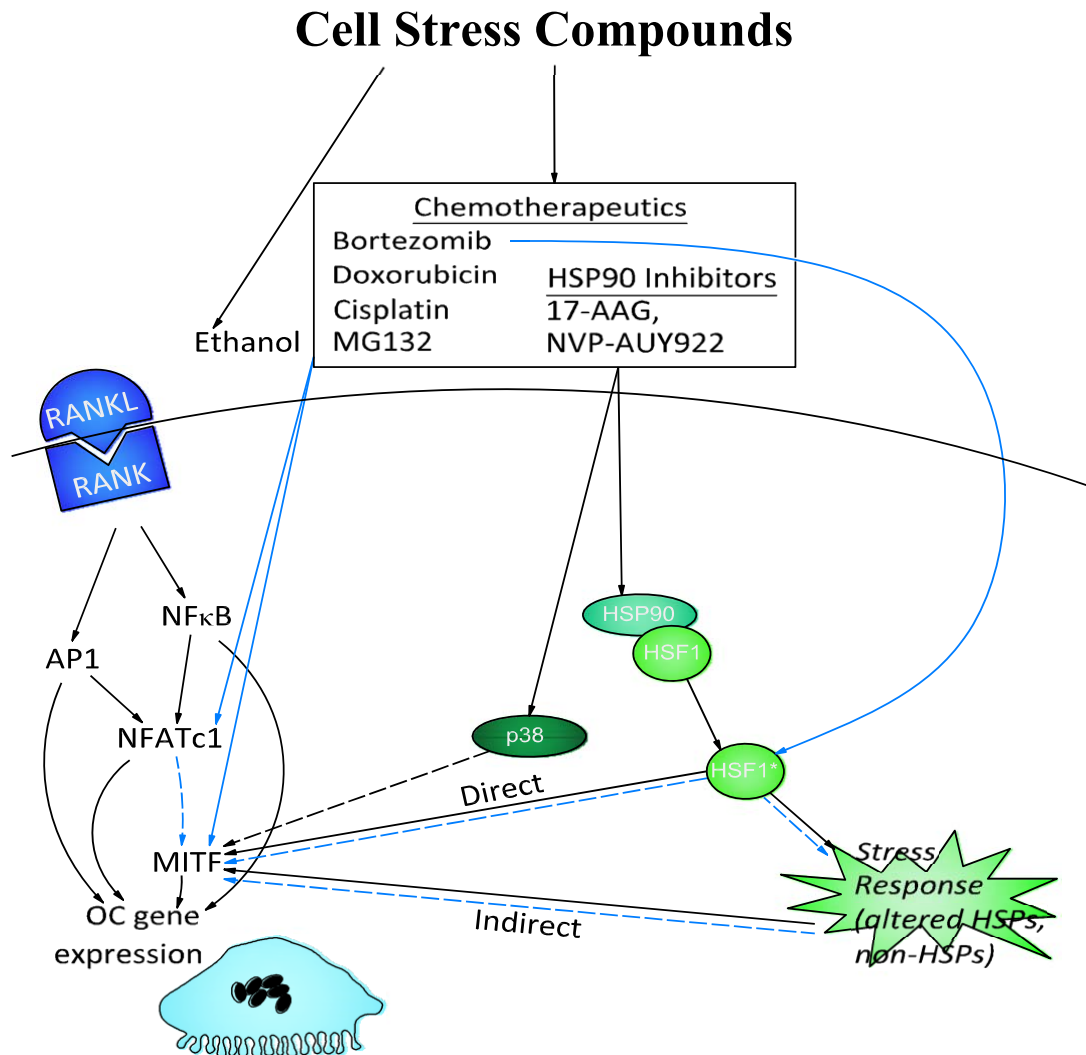 Cell Stress Compounds
Chemotherapeutics
Bortezomib
Doxorubicin
Cisplatin
MG132
HSP90 Inhibitors
17-AAG,
NVP-AUY922
Ethanol
RANKL
RANK
NFκB
AP1
NFATc1
HSP90
HSF1
p38
HSF1*
Direct
MITF
Indirect
Stress
Response
(altered HSPs,
non-HSPs)
OC gene
expression